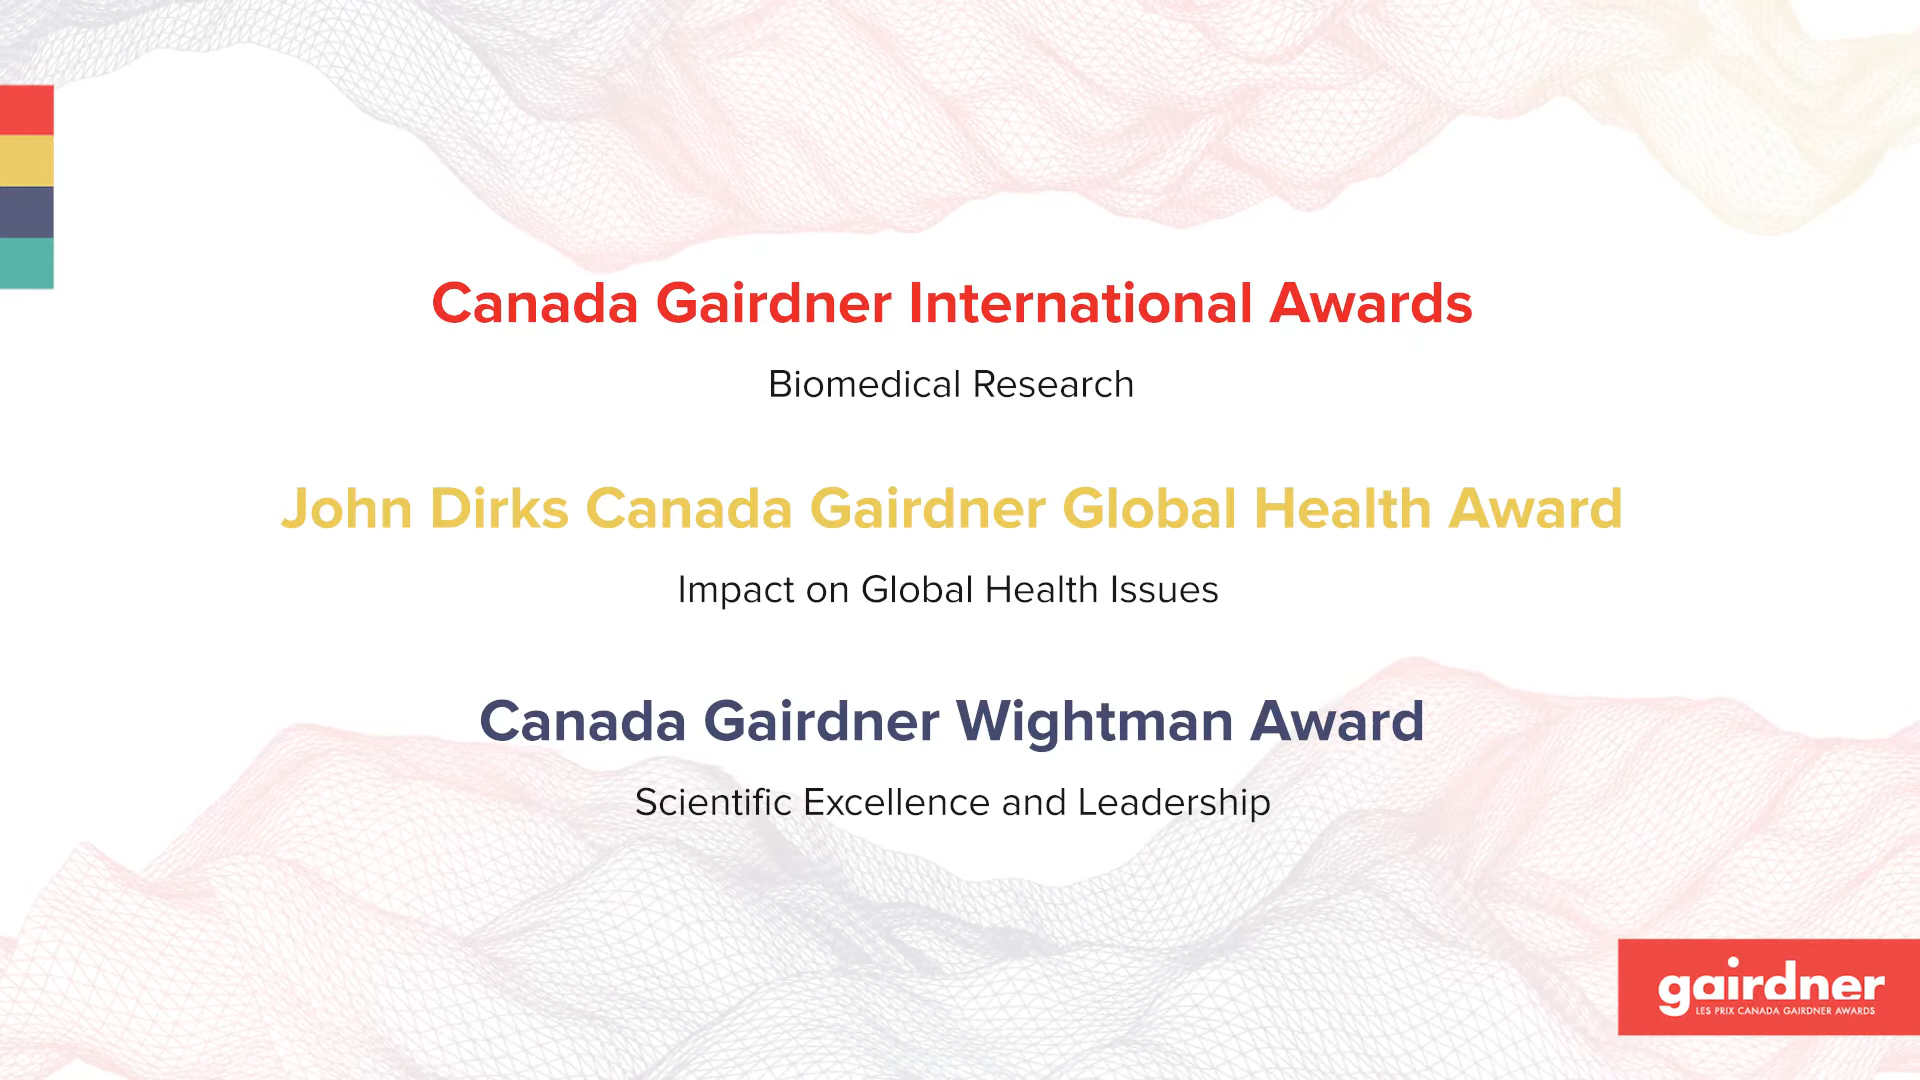 Canada Gairdner International Awards
Biomedical Research
John Dirks Canada Gairdner Global Health Award
Impact on Global Health Issues
Canada Gairdner Wightman Award
Scientific Excellence and Leadership
gairdner
LES PRIX CANADA GAIRDNER AWARDS